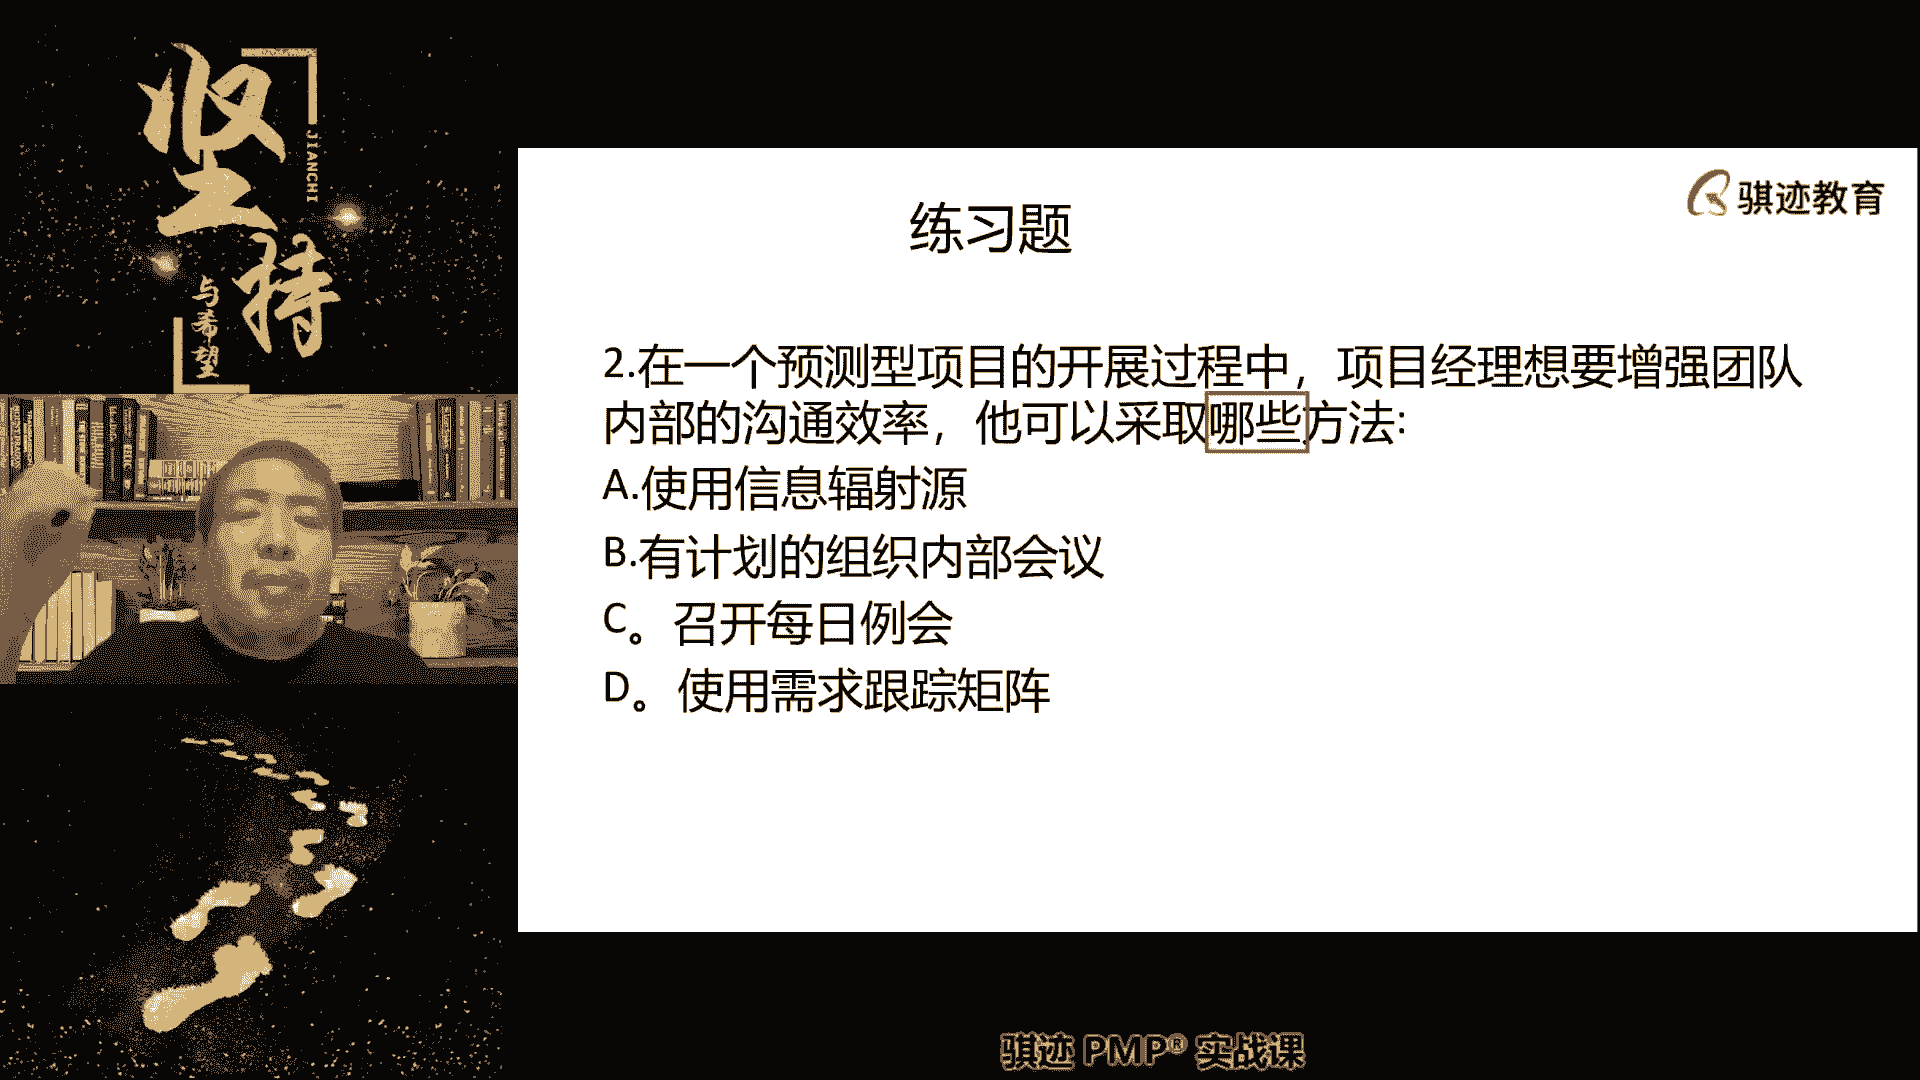 坚持
JIANCHI
与希望
骐迹教育
练习题
2.在一个预测型项目的开展过程中，项目经理想要增强团队
内部的沟通效率，他可以采取哪些方法:
A.使用信息辐射源
B.有计划的组织内部会议
C。召开每日例会
D。使用需求跟踪矩阵
骐迹 PMP® 实战课